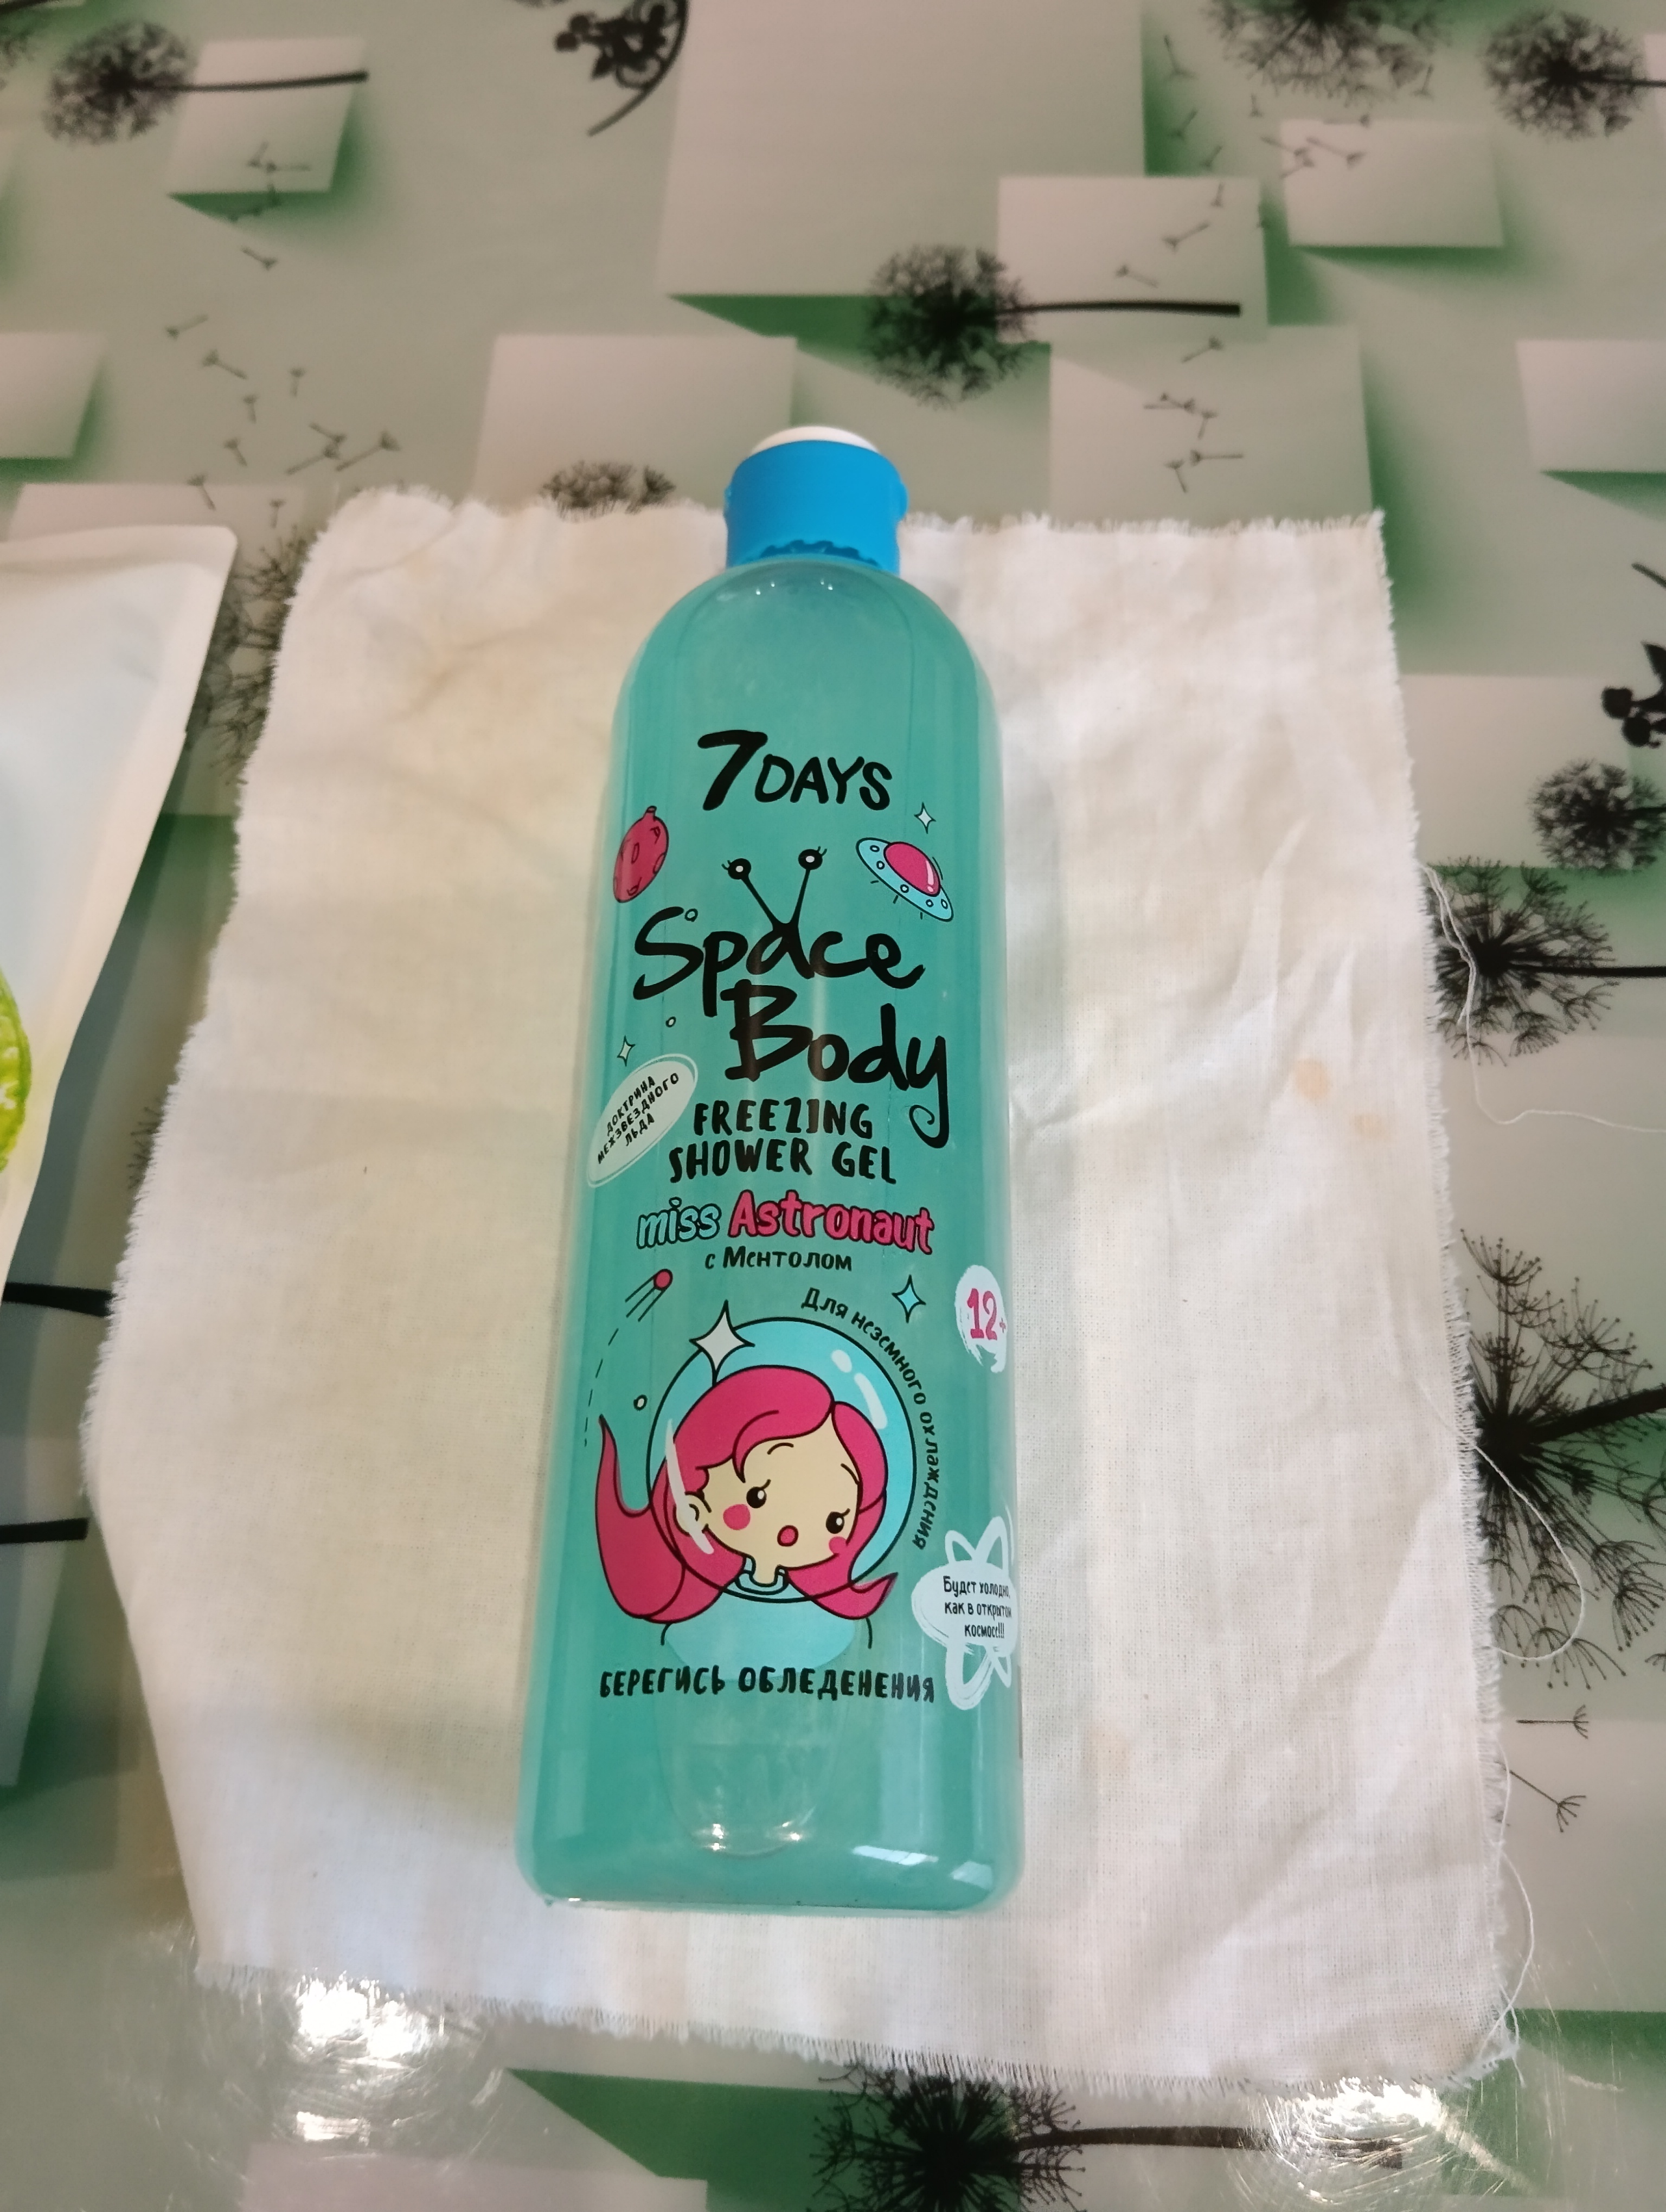 7DAYS
Space
Body
ДОКТРИНА
МЕЖЗВЕЗДНОГО
ЛЬДА
FREEZING
SHOWER GEL
miss Astronaut
с Ментолом
Для неземного охлаждения
12+
Будет холодно,
как в открытом
космосе!!!
БЕРЕГИСЬ ОБЛЕДЕНЕНИЯ